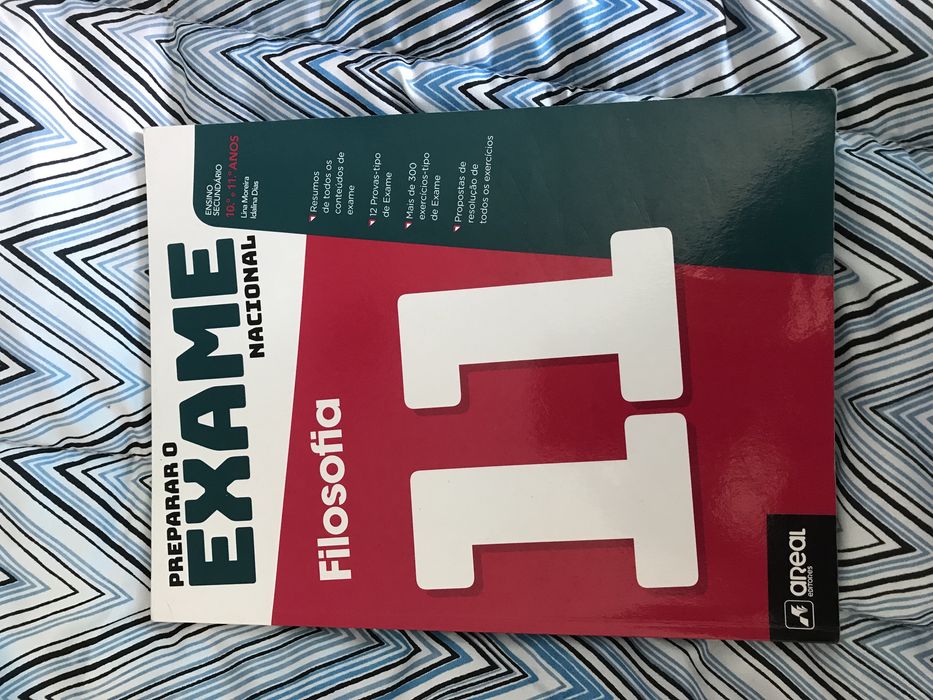 PREPARAR O
EXAME
NACIONAL
ENSINO
SECUNDÁRIO
10.º e 11.º ANOS
Lina Moreira
Idalina Dias
Resumos
de todos os
conteúdos de
exame
12 Provas-tipo
de Exame
Mais de 300
exercícios-tipo
de Exame
Propostas de
resolução de
todos os exercícios
Filosofia
11
aReal
EDITORES